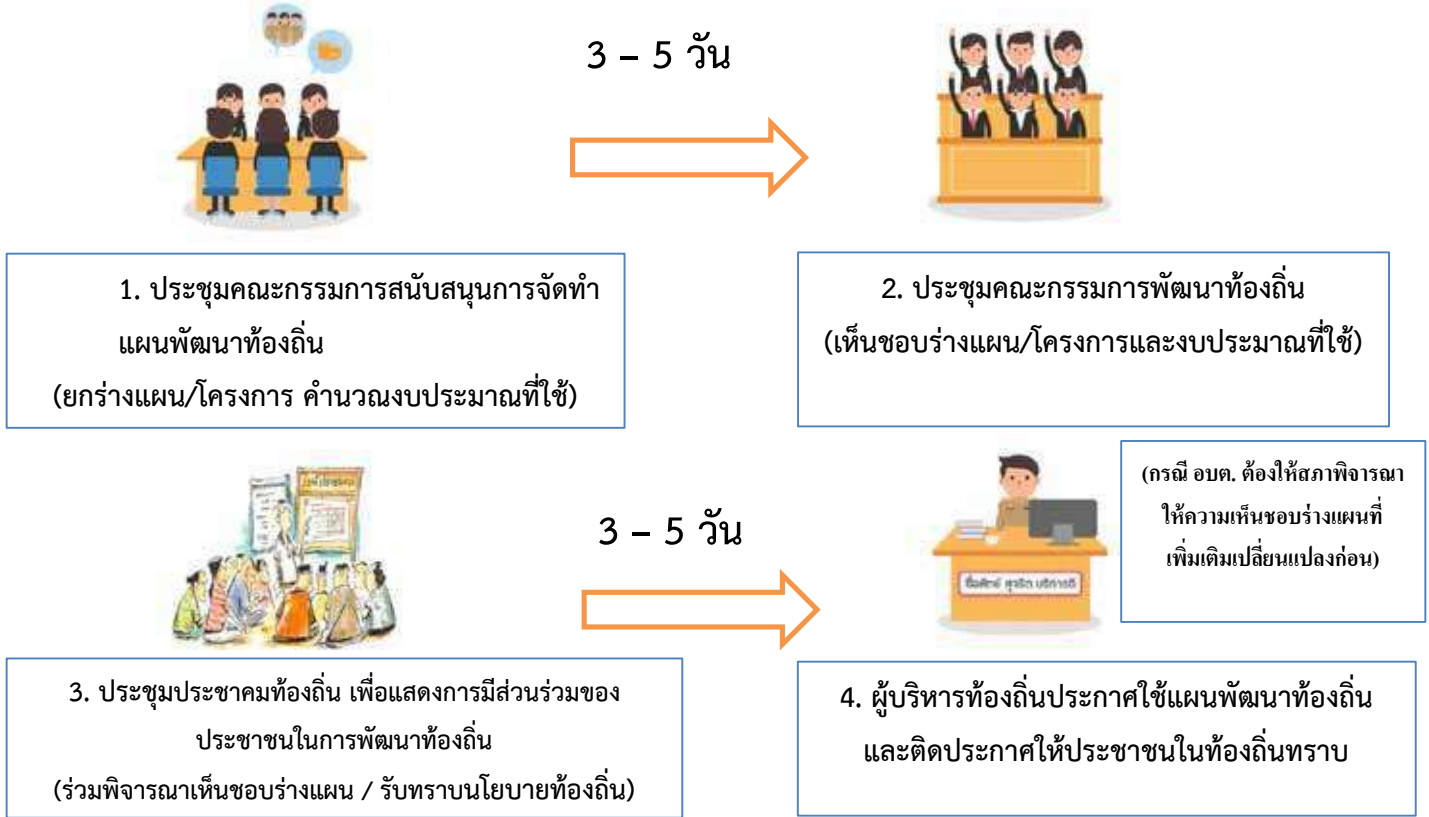 3 – 5 วัน
1. ประชุมคณะกรรมการสนับสนุนการจัดทำ
แผนพัฒนาท้องถิ่น
(ยกร่างแผน/โครงการ คำนวณงบประมาณที่ใช้)
2. ประชุมคณะกรรมการพัฒนาท้องถิ่น
(เห็นชอบร่างแผน/โครงการและงบประมาณที่ใช้)
3 – 5 วัน
ซื่อสัตย์ สุจริต บริการดี
(กรณี อบต. ต้องให้สภาพิจารณา
ให้ความเห็นชอบร่างแผนที่
เพิ่มเติมเปลี่ยนแปลงก่อน)
3. ประชุมประชาคมท้องถิ่น เพื่อแสดงการมีส่วนร่วมของ
ประชาชนในการพัฒนาท้องถิ่น
(ร่วมพิจารณาเห็นชอบร่างแผน / รับทราบนโยบายท้องถิ่น)
4. ผู้บริหารท้องถิ่นประกาศใช้แผนพัฒนาท้องถิ่น
และติดประกาศให้ประชาชนในท้องถิ่นทราบ